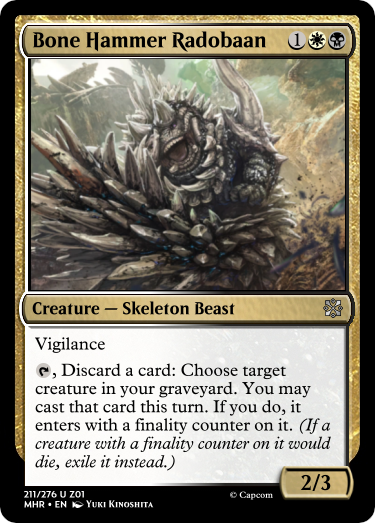 Bone Hammer Radobaan 1
Creature — Skeleton Beast
Vigilance
, Discard a card: Choose target
creature in your graveyard. You may
cast that card this turn. If you do, it
enters with a finality counter on it. (If a
creature with a finality counter on it would
die, exile it instead.)
2/3
211/276 U Z01
MHR • EN Yuki Kinoshita
© Capcom